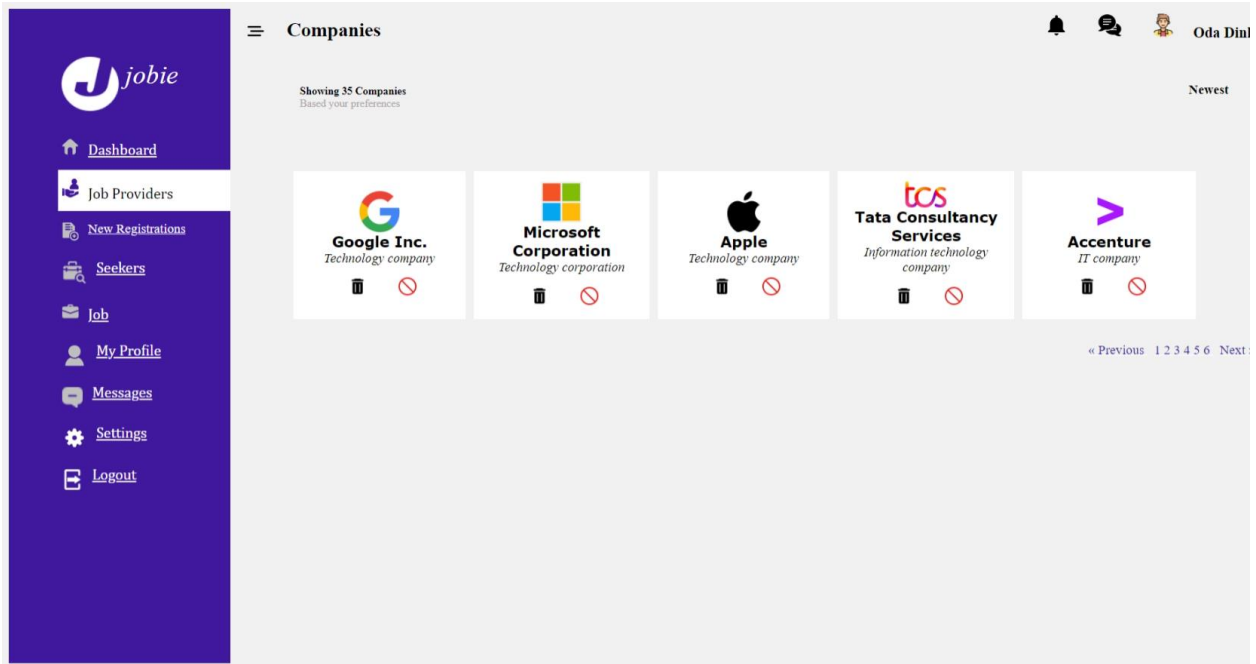 Companies
Oda Dinl
jobie
Showing 35 Companies
Based your preferences
Newest
Dashboard
Job Providers
New Registrations
Seekers
Job
My Profile
Messages
Settings
Logout
Google Inc.
Technology company
Microsoft
Corporation
Technology corporation
Apple
Technology company
tcs
Tata Consultancy
Services
Information technology
company
Accenture
IT company
« Previous 1 2 3 4 5 6 Next